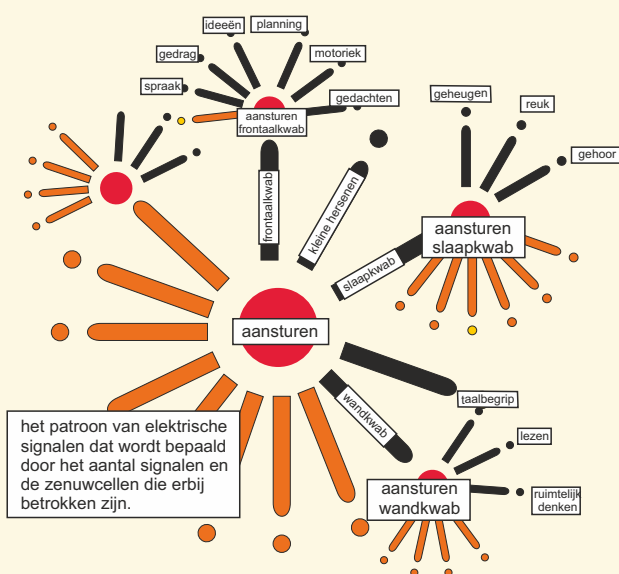 ideeën
planning
gedrag
motoriek
spraak
gedachten
aansturen
frontaalkwab
geheugen
reuk
gehoor
frontaalkwab
kleine hersenen
slaapkwab
aansturen
slaapkwab
aansturen
wandkwab
taalbegrip
lezen
ruimtelijk
denken
aansturen
wandkwab
het patroon van elektrische
signalen dat wordt bepaald
door het aantal signalen en
de zenuwcellen die erbij
betrokken zijn.